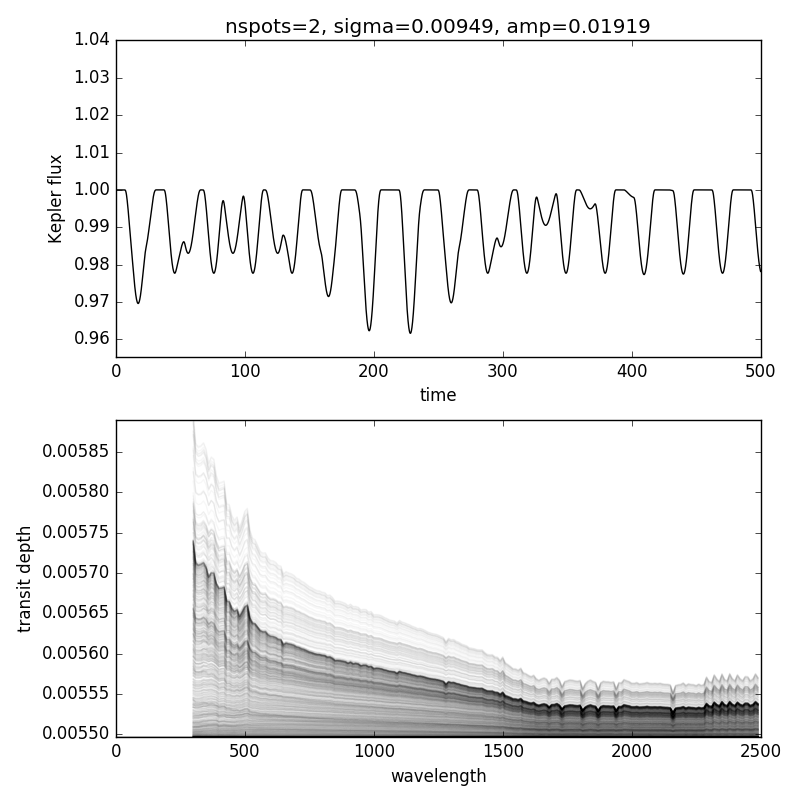 nspots=2, sigma=0.00949, amp=0.01919
1.04
1.03
1.02
1.01
1.00
0.99
0.98
0.97
0.96
Kepler flux
0 100 200 300 400 500
time
0.00585
0.00580
0.00575
0.00570
0.00565
0.00560
0.00555
0.00550
transit depth
0 500 1000 1500 2000 2500
wavelength